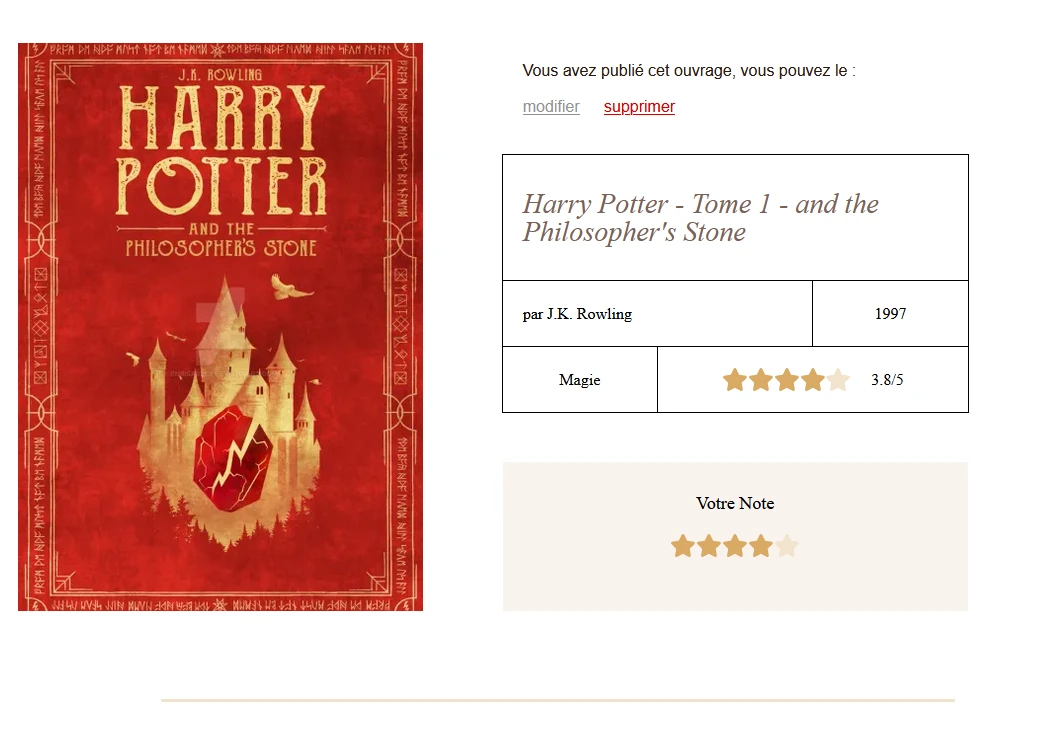 J.K. ROWLING
HARRY
POTTER
AND THE
PHILOSOPHER'S STONE
Vous avez publié cet ouvrage, vous pouvez le :
modifier supprimer
Harry Potter - Tome 1 - and the
Philosopher's Stone
par J.K. Rowling
1997
Magie
3.8/5
Votre Note